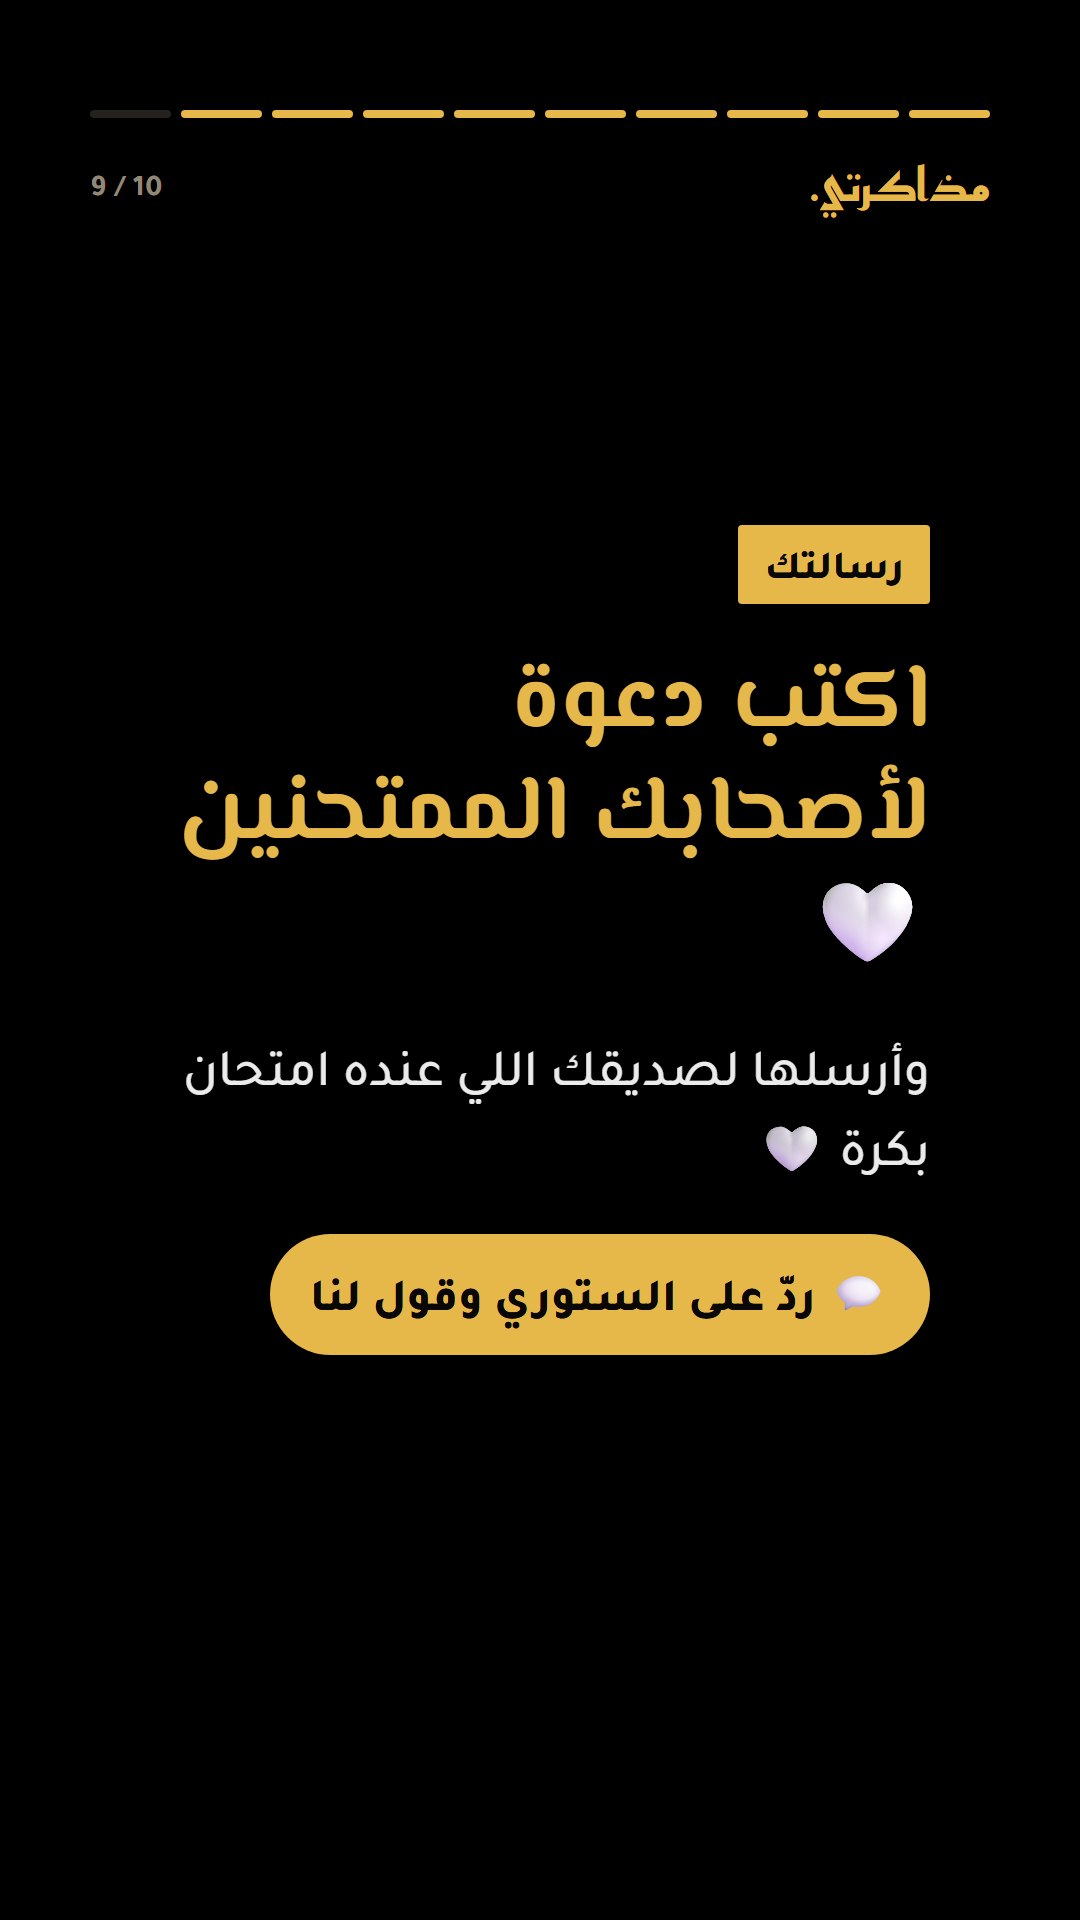 مذاكرتي.
9 / 10
رسالتك
اكتب دعوة
لأصحابك الممتحنين
🤍
وأرسلها لصديقك اللي عنده امتحان
بكرة 🤍
💬 ردّ على الستوري وقول لنا